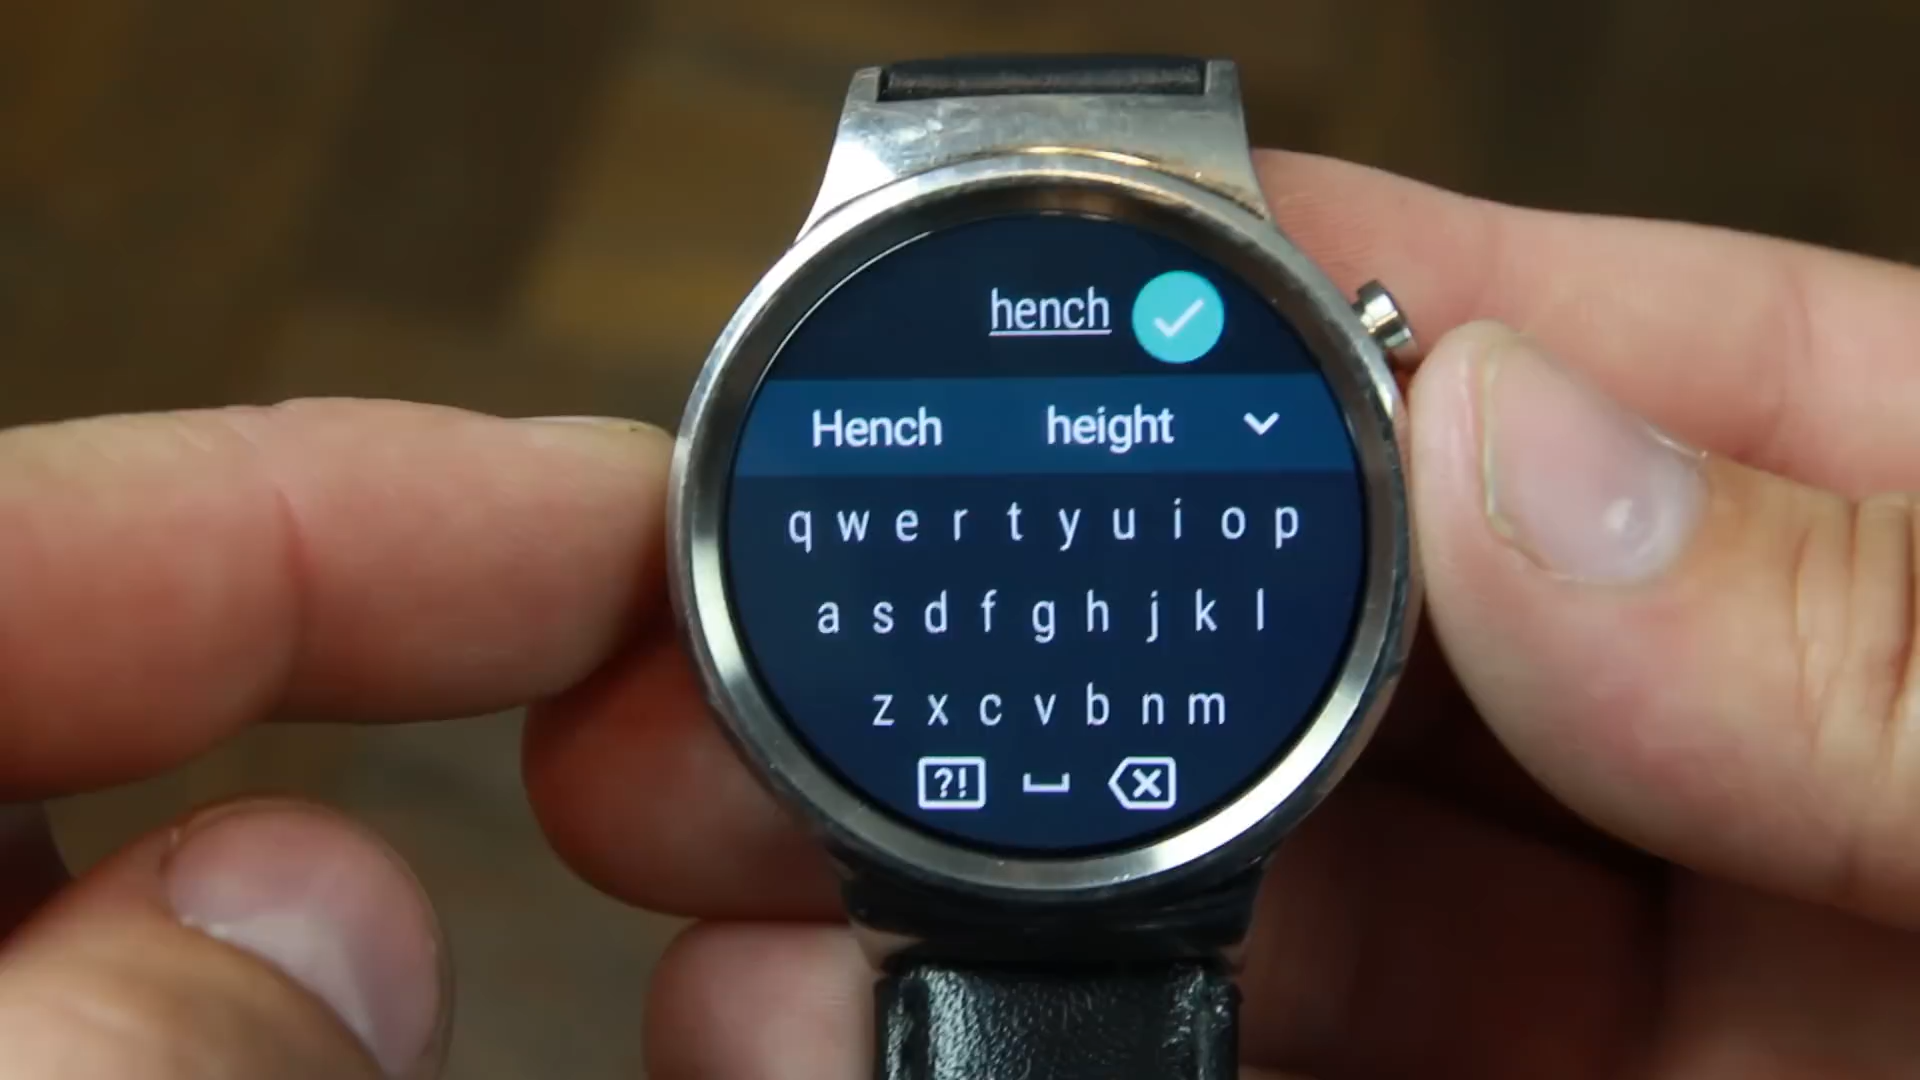 hench
Hench height
q w e r t y u i o p
a s d f g h j k l
z x c v b n m
?!